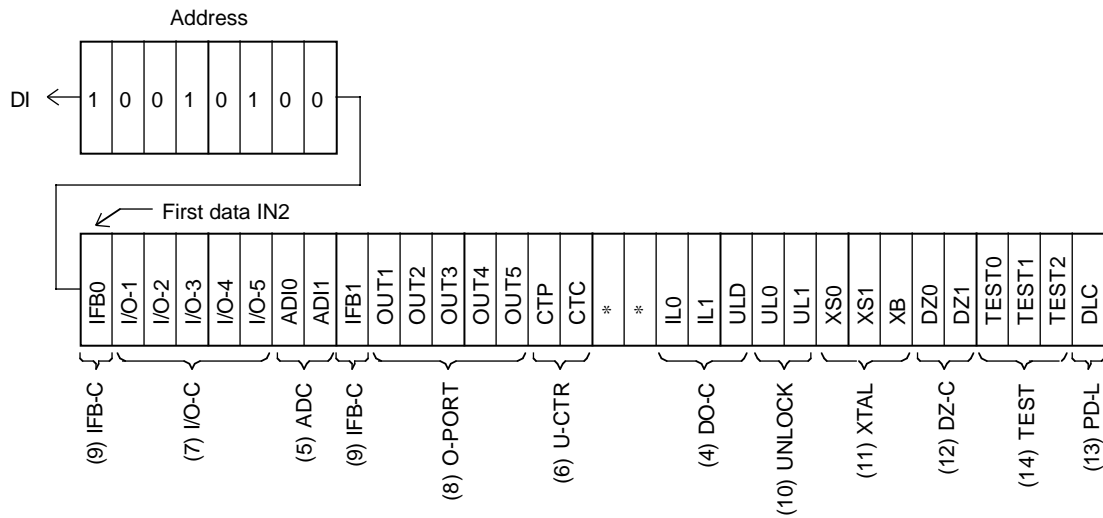 Address
DI
1 0 0 1 0 1 0 0
First data IN2
IFB0 I/O-1 I/O-2 I/O-3 I/O-4 I/O-5 ADI0 ADI1 IFB1 OUT1 OUT2 OUT3 OUT4 OUT5 CTP CTC * * IL0 IL1 ULD UL0 UL1 XS0 XS1 XB DZ0 DZ1 TEST0 TEST1 TEST2 DLC
(9) IFB-C
(7) I/O-C
(5) ADC
(9) IFB-C
(8) O-PORT
(6) U-CTR
(4) DO-C
(10) UNLOCK
(11) XTAL
(12) DZ-C
(14) TEST
(13) PD-L